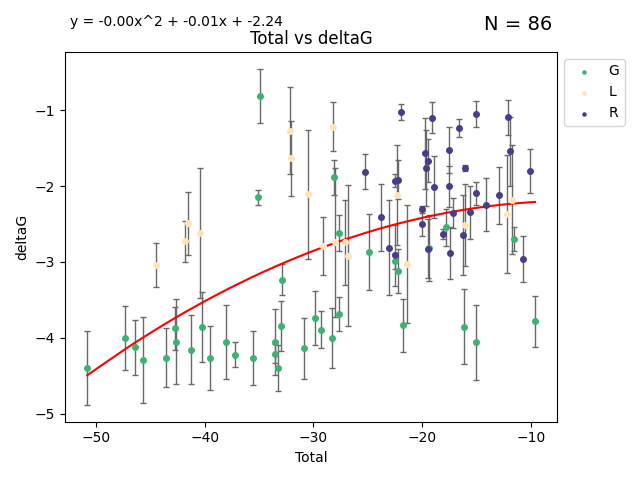 y = -0.00x^2 + -0.01x + -2.24
N = 86
Total vs deltaG
G
L
R
−1
−2
−3
−4
−5
deltaG
−50
−40
−30
−20
−10
Total